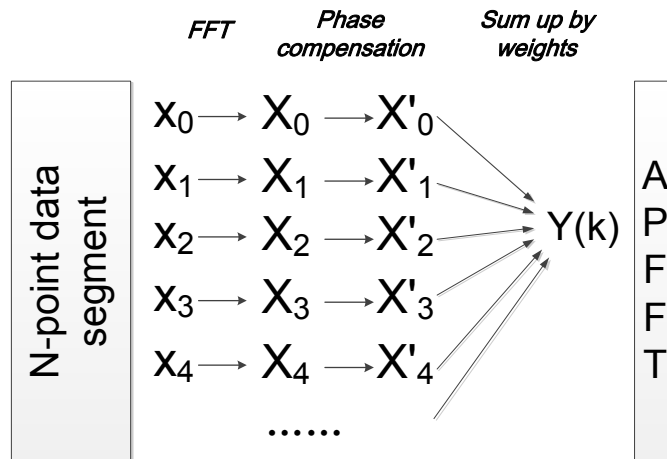 FFT Phase compensation Sum up by weights
N-point data segment
x0 X0 X'0
x1 X1 X'1
x2 X2 X'2 Y(k)
x3 X3 X'3
x4 X4 X'4
......
APFFT